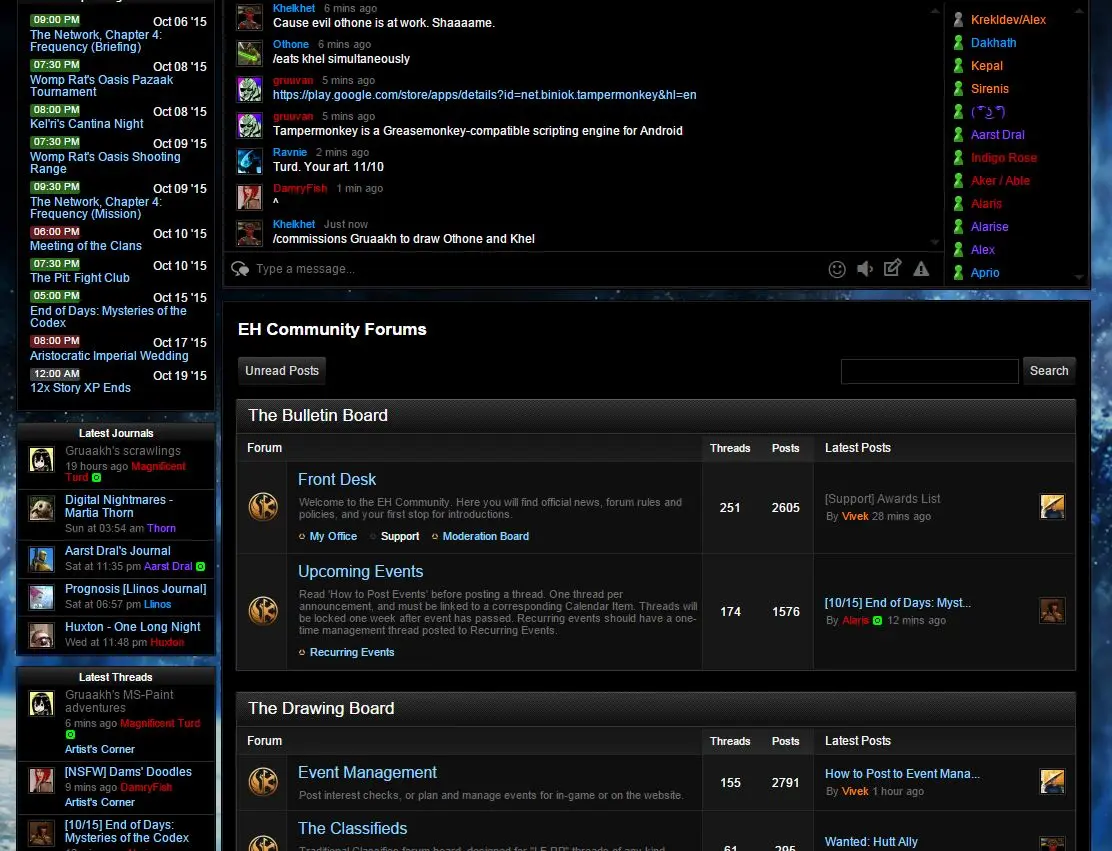 09:00 PM Oct 06 '15
The Network, Chapter 4:
Frequency (Briefing)
07:30 PM Oct 08 '15
Womp Rat's Oasis Pazaak
Tournament
08:00 PM Oct 08 '15
Kel'ri's Cantina Night
07:30 PM Oct 09 '15
Womp Rat's Oasis Shooting
Range
09:30 PM Oct 09 '15
The Network, Chapter 4:
Frequency (Mission)
06:00 PM Oct 10 '15
Meeting of the Clans
07:30 PM Oct 10 '15
The Pit: Fight Club
05:00 PM Oct 15 '15
End of Days: Mysteries of the
Codex
08:00 PM Oct 17 '15
Aristocratic Imperial Wedding
12:00 AM Oct 19 '15
12x Story XP Ends
Latest Journals
Gruaakh's scrawlings
19 hours ago Magnificent
Turd
Digital Nightmares -
Martia Thorn
Sun at 03:54 am Thorn
Aarst Dral's Journal
Sat at 11:35 pm Aarst Dral
Prognosis [Llinos Journal]
Sat at 06:57 pm Llinos
Huxton - One Long Night
Wed at 11:48 pm Huxton
Latest Threads
Gruaakh's MS-Paint
adventures
6 mins ago Magnificent Turd
Artist's Corner
[NSFW] Dams' Doodles
9 mins ago DamryFish
Artist's Corner
[10/15] End of Days:
Mysteries of the Codex
Khelkhet 6 mins ago
Cause evil othone is at work. Shaaaame.
Othone 6 mins ago
/eats khel simultaneously
gruuvan 5 mins ago
https://play.google.com/store/apps/details?id=net.biniok.tampermonkey&hl=en
gruuvan 5 mins ago
Tampermonkey is a Greasemonkey-compatible scripting engine for Android
Ravnie 2 mins ago
Turd. Your art. 11/10
DamryFish 1 min ago
^
Khelkhet Just now
/commissions Gruaakh to draw Othone and Khel
Type a message...
Krekldev/Alex
Dakhath
Kepal
Sirenis
( ͡° ͜ʖ ͡°)
Aarst Dral
Indigo Rose
Aker / Able
Alaris
Alarise
Alex
Aprio
EH Community Forums
Unread Posts Search
The Bulletin Board
Forum Threads Posts Latest Posts
Front Desk
Welcome to the EH Community. Here you will find official news, forum rules and
policies, and your first stop for introductions.
My Office Support Moderation Board
251 2605
[Support] Awards List
By Vivek 28 mins ago
Upcoming Events
Read 'How to Post Events' before posting a thread. One thread per
announcement, and must be linked to a corresponding Calendar Item. Threads will
be locked one week after event has passed. Recurring events should have a one-
time management thread posted to Recurring Events.
Recurring Events
174 1576
[10/15] End of Days: Myst...
By Alaris 12 mins ago
The Drawing Board
Forum Threads Posts Latest Posts
Event Management
Post interest checks, or plan and manage events for in-game or on the website.
155 2791
How to Post to Event Mana...
By Vivek 1 hour ago
The Classifieds
Traditional Classifieds forum board, designed for
61 295
Wanted: Hutt Ally